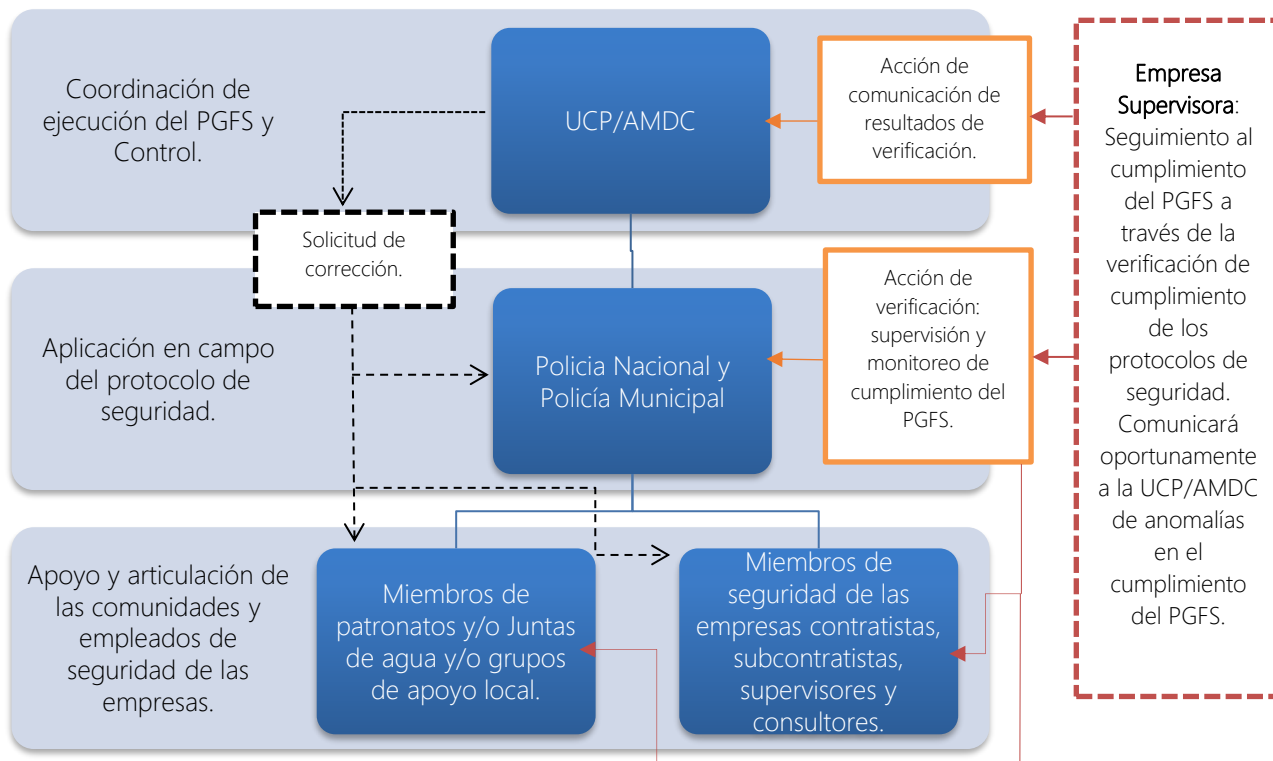 Coordinación de
ejecución del PGFS y
Control.
UCP/AMDC
Acción de
comunicación de
resultados de
verificación.
Solicitud de
corrección.
Aplicación en campo
del protocolo de
seguridad.
Policia Nacional y
Policía Municipal
Acción de
verificación:
supervisión y
monitoreo de
cumplimiento del
PGFS.
Apoyo y articulación de
las comunidades y
empleados de
seguridad de las
empresas.
Miembros de
patronatos y/o Juntas
de agua y/o grupos
de apoyo local.
Miembros de
seguridad de las
empresas contratistas,
subcontratistas,
supervisores y
consultores.
Empresa
Supervisora:
Seguimiento al
cumplimiento
del PGFS a
través de la
verificación de
cumplimiento
de los
protocolos de
seguridad.
Comunicará
oportunamente
a la UCP/AMDC
de anomalías
en el
cumplimiento
del PGFS.